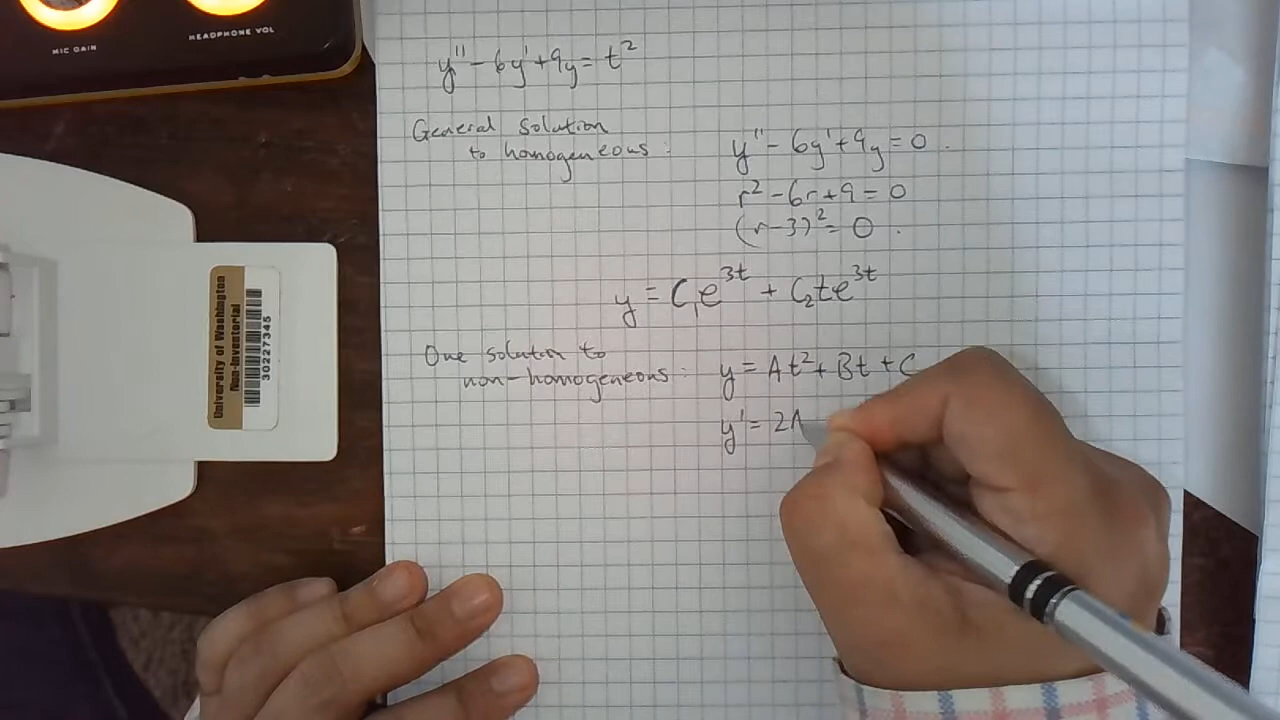 MIC GAIN
HEADPHONE VOL
y'' - 6y' + 9y = t²
General solution
to homogeneous :
y'' - 6y' + 9y = 0 .
r² - 6r + 9 = 0
(r - 3)² = 0 .
y = C₁e^{3t} + C₂te^{3t}
One solution to
non-homogeneous :
y = At² + Bt + C
y' = 2A
University of Washington
Non-Inventorial
30227345